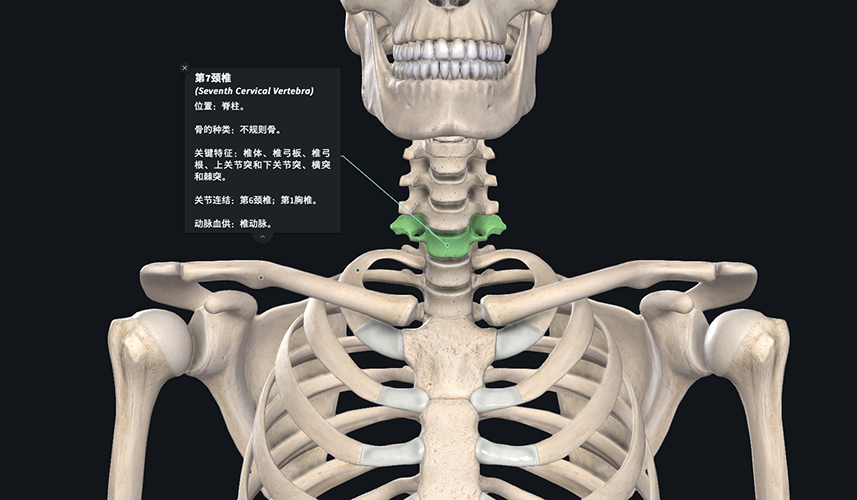 第7颈椎
(Seventh Cervical Vertebra)
位置：脊柱。
骨的种类：不规则骨。
关键特征：椎体、椎弓板、椎弓
根、上关节突和下关节突、横突
和棘突。
关节连结：第6颈椎；第1胸椎。
动脉血供：椎动脉。